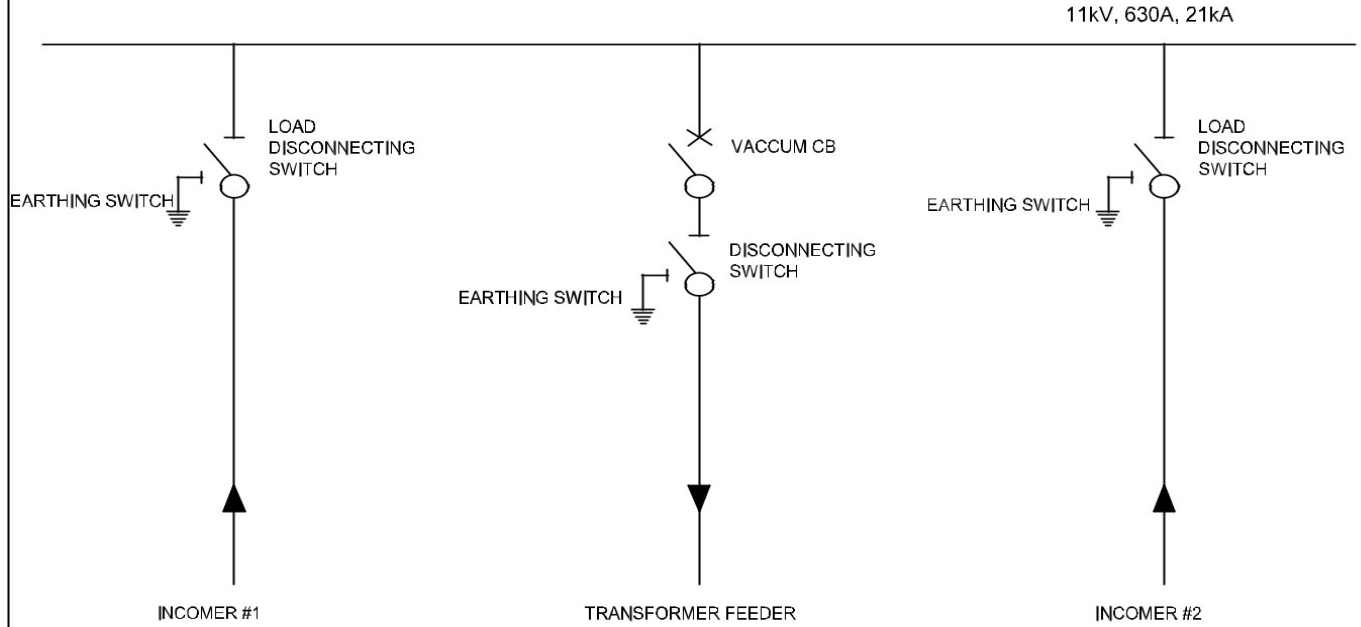 11kV, 630A, 21kA
LOAD
DISCONNECTING
SWITCH
EARTHING SWITCH
VACCUM CB
DISCONNECTING
SWITCH
EARTHING SWITCH
LOAD
DISCONNECTING
SWITCH
EARTHING SWITCH
INCOMER #1
TRANSFORMER FEEDER
INCOMER #2